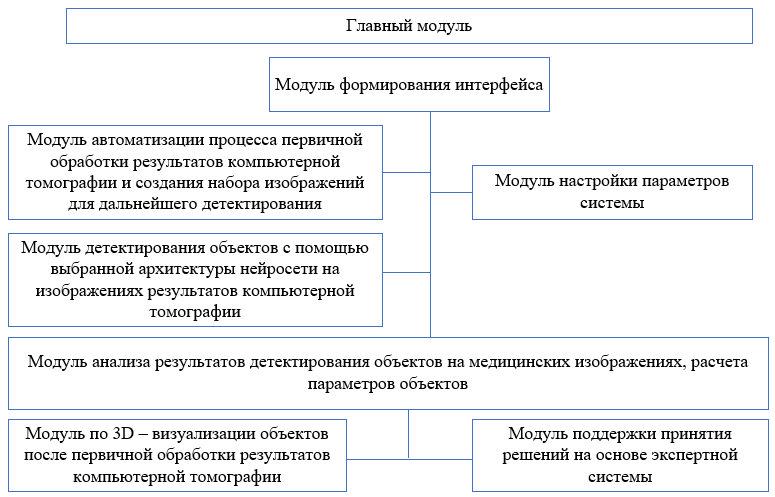 Главный модуль
Модуль формирования интерфейса
Модуль автоматизации процесса первичной
обработки результатов компьютерной
томографии и создания набора изображений
для дальнейшего детектирования
Модуль настройки параметров
системы
Модуль детектирования объектов с помощью
выбранной архитектуры нейросети на
изображениях результатов компьютерной
томографии
Модуль анализа результатов детектирования объектов на медицинских изображениях, расчета
параметров объектов
Модуль по 3D – визуализации объектов
после первичной обработки результатов
компьютерной томографии
Модуль поддержки принятия
решений на основе экспертной
системы